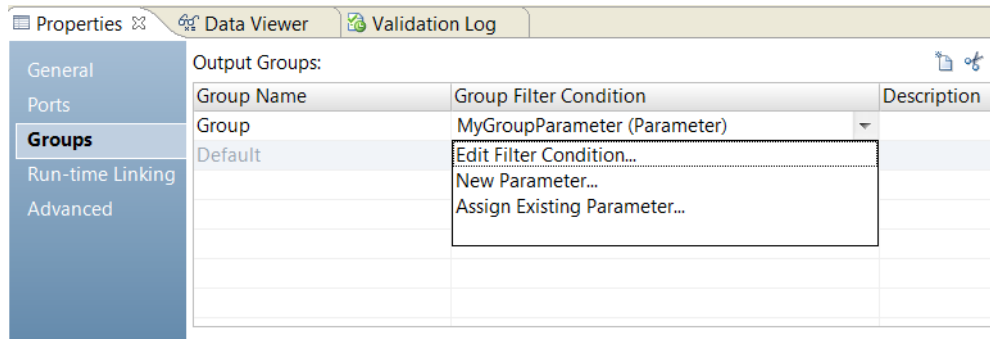 Properties Data Viewer Validation Log
General
Ports
Groups
Run-time Linking
Advanced
Output Groups:
Group Name Group Filter Condition Description
Group MyGroupParameter (Parameter)
Default
Edit Filter Condition...
New Parameter...
Assign Existing Parameter...